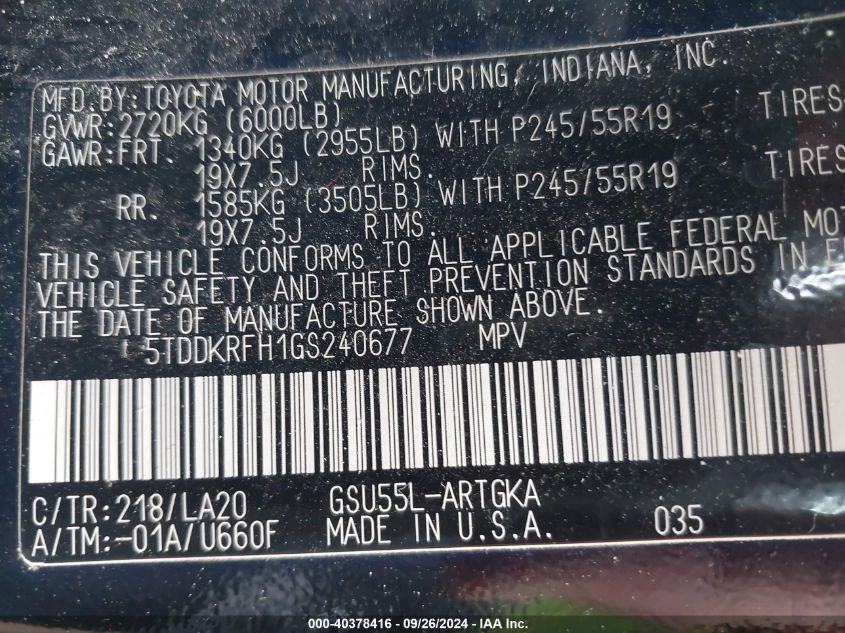 MFD. BY: TOYOTA MOTOR MANUFACTURING, INDIANA, INC.
GVWR: 2720KG (6000LB)
GAWR: FRT. 1340KG (2955LB) WITH P245/55R19 TIRES
19X7.5J RIMS.
RR. 1585KG (3505LB) WITH P245/55R19 TIRES
19X7.5J RIMS.
THIS VEHICLE CONFORMS TO ALL APPLICABLE FEDERAL
VEHICLE SAFETY AND THEFT PREVENTION STANDARDS IN
THE DATE OF MANUFACTURE SHOWN ABOVE.
5TDDKRFH1GS240677 MPV
C/TR: 218/LA20 GSU55L-ARTGKA
A/TM: -01A/U660F MADE IN U.S.A. 035
000-40378416 - 09/26/2024 - © IAA, Inc.